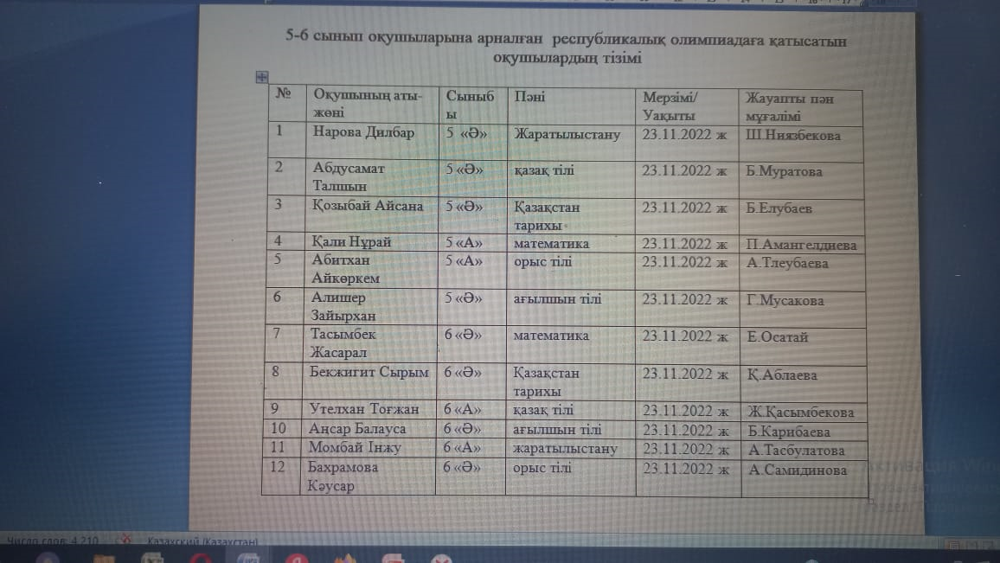 5-6 сынып оқушыларына арналған республикалық олимпиадаға қатысатын
оқушылардың тізімі
№ Оқушының аты-жөні Сыныбы Пәні Мерзімі/Уақыты Жауапты пән мұғалімі
1 Нарова Дилбар 5 «Ә» Жаратылыстану 23.11.2022 ж Ш.Ниязбекова
2 Абдусамат Талшын 5 «Ә» қазақ тілі 23.11.2022 ж Б.Муратова
3 Қозыбай Айсана 5 «Ә» Қазақстан тарихы 23.11.2022 ж Б.Елубаев
4 Қали Нұрай 5 «А» математика 23.11.2022 ж П.Амангелдиева
5 Абитхан Айкөркем 5 «А» орыс тілі 23.11.2022 ж А.Тлеубаева
6 Алишер Зайырхан 5 «Ә» ағылшын тілі 23.11.2022 ж Г.Мусакова
7 Тасымбек Жасарал 6 «Ә» математика 23.11.2022 ж Е.Осатай
8 Бекжигит Сырым 6 «Ә» Қазақстан тарихы 23.11.2022 ж Қ.Аблаева
9 Утелхан Тоғжан 6 «А» қазақ тілі 23.11.2022 ж Ж.Қасымбекова
10 Аңсар Балауса 6 «Ә» ағылшын тілі 23.11.2022 ж Б.Карибаева
11 Момбай Інжу 6 «А» жаратылыстану 23.11.2022 ж А.Тасбулатова
12 Бахрамова Кәусар 6 «Ә» орыс тілі 23.11.2022 ж А.Самидинова
Число слов: 4 210 Казахский (Казахстан)